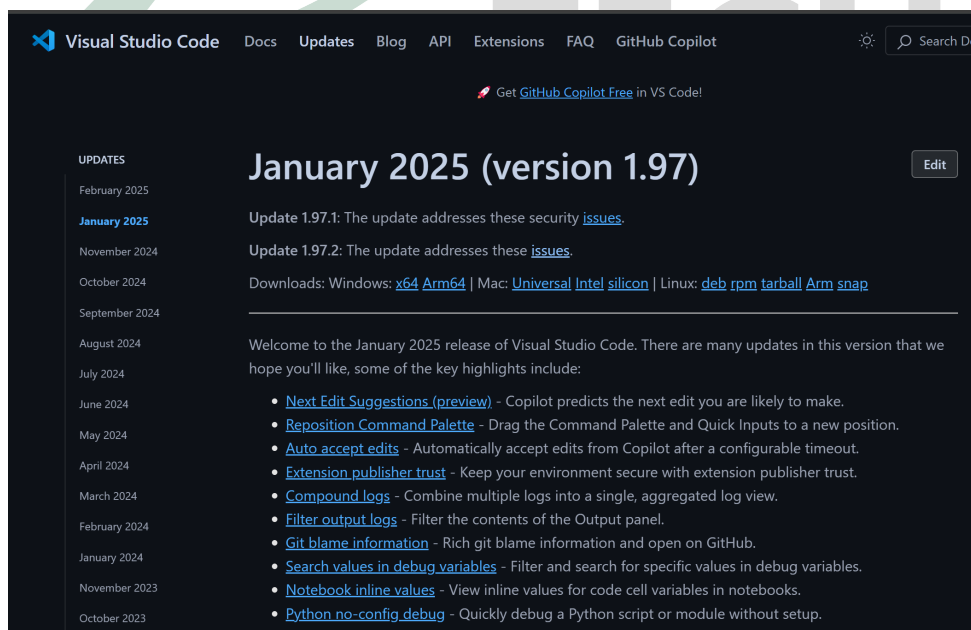 Visual Studio Code Docs Updates Blog API Extensions FAQ GitHub Copilot Search D
🚀 Get GitHub Copilot Free in VS Code!
UPDATES
February 2025
January 2025
November 2024
October 2024
September 2024
August 2024
July 2024
June 2024
May 2024
April 2024
March 2024
February 2024
January 2024
November 2023
October 2023
January 2025 (version 1.97)
Edit
Update 1.97.1: The update addresses these security issues.
Update 1.97.2: The update addresses these issues.
Downloads: Windows: x64 Arm64 | Mac: Universal Intel silicon | Linux: deb rpm tarball Arm snap
Welcome to the January 2025 release of Visual Studio Code. There are many updates in this version that we
hope you'll like, some of the key highlights include:
• Next Edit Suggestions (preview) - Copilot predicts the next edit you are likely to make.
• Reposition Command Palette - Drag the Command Palette and Quick Inputs to a new position.
• Auto accept edits - Automatically accept edits from Copilot after a configurable timeout.
• Extension publisher trust - Keep your environment secure with extension publisher trust.
• Compound logs - Combine multiple logs into a single, aggregated log view.
• Filter output logs - Filter the contents of the Output panel.
• Git blame information - Rich git blame information and open on GitHub.
• Search values in debug variables - Filter and search for specific values in debug variables.
• Notebook inline values - View inline values for code cell variables in notebooks.
• Python no-config debug - Quickly debug a Python script or module without setup.